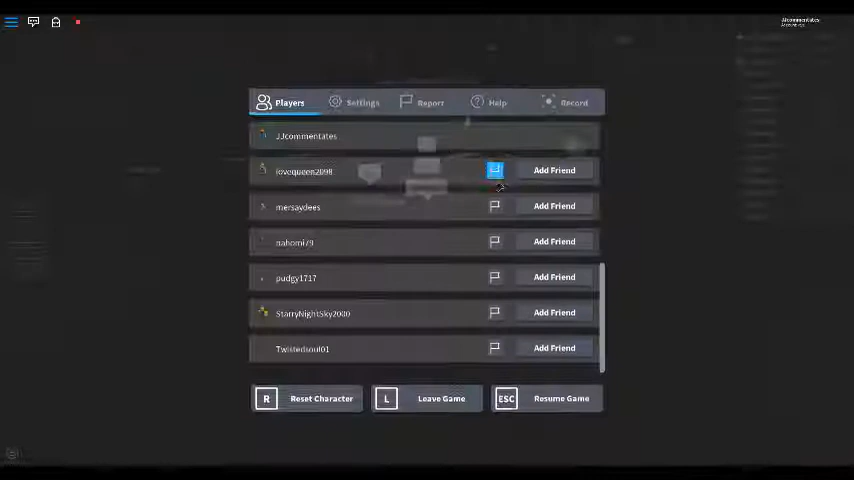 JJcommentates
Players
Settings
Report
Help
Record
JJcommentates
lovequeen2098
Add Friend
mersaydees
Add Friend
nahomi79
Add Friend
pudgy1717
Add Friend
StarryNightSky2000
Add Friend
Twistedsoul01
Add Friend
R
Reset Character
L
Leave Game
ESC
Resume Game